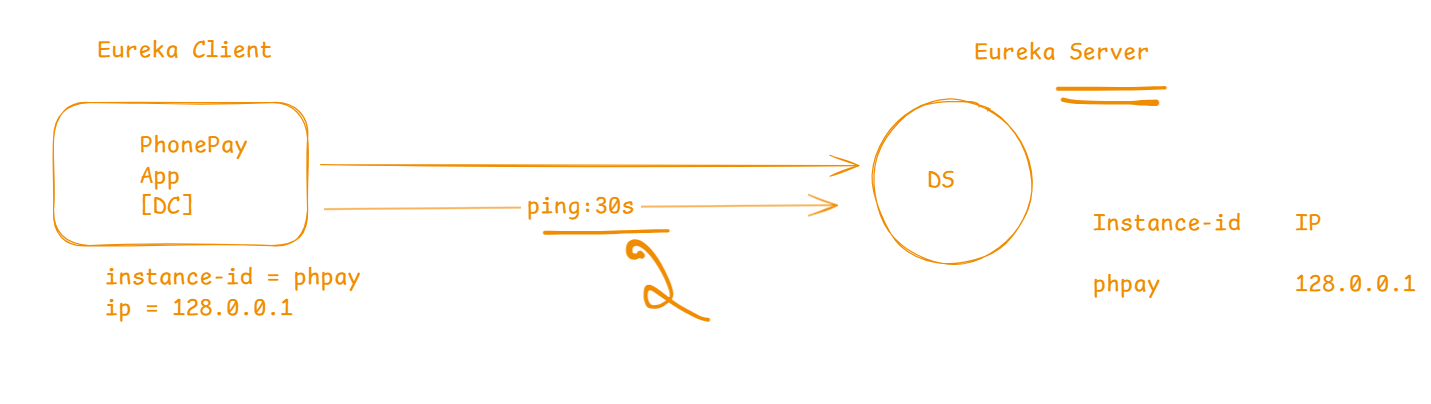 Eureka Client
Eureka Server
PhonePay
App
[DC]
DS
ping:30s
instance-id = phpay
ip = 128.0.0.1
Instance-id IP
phpay 128.0.0.1